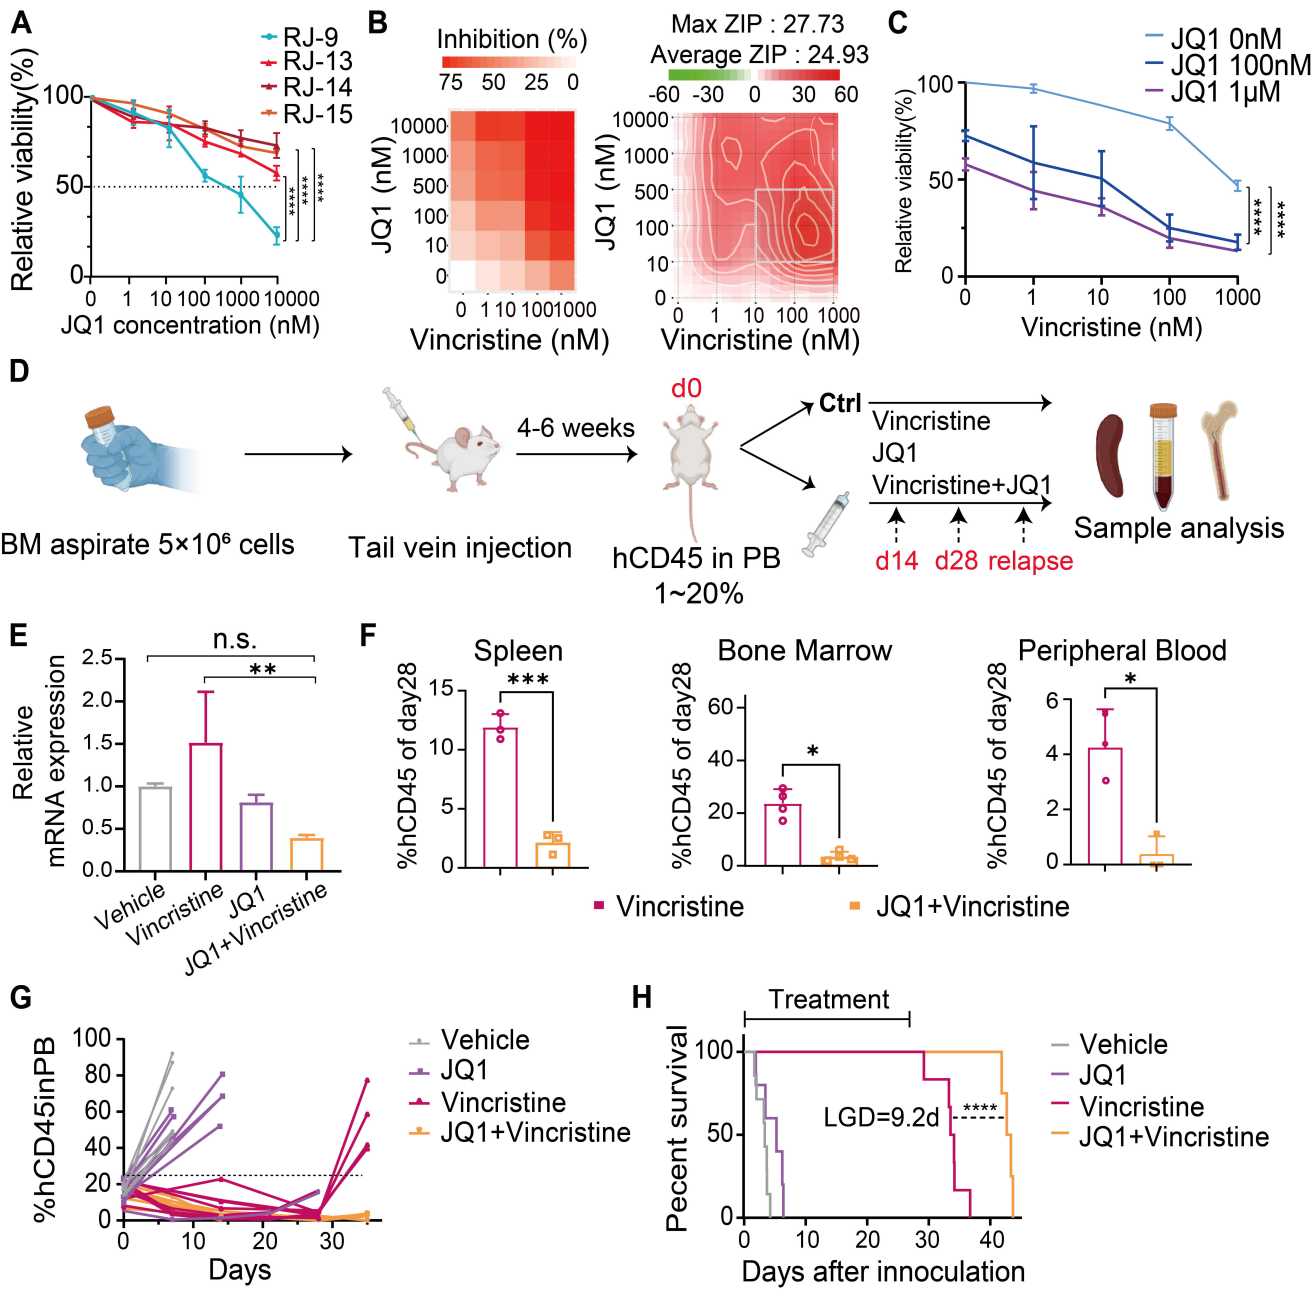 A
RJ-9
RJ-13
RJ-14
RJ-15
Relative viability(%)
100
50
0
****
****
****
0 1 10 100 1000 10000
JQ1 concentration (nM)
B
Inhibition (%)
75 50 25 0
JQ1 (nM)
10000
1000
500
100
10
0
0 1 10 100 1000
Vincristine (nM)
Max ZIP : 27.73
Average ZIP : 24.93
-60 -30 0 30 60
JQ1 (nM)
10000
1000
500
100
10
0
0 1 10 100 1000
Vincristine (nM)
C
JQ1 0nM
JQ1 100nM
JQ1 1μM
Relative viability(%)
100
50
0
****
****
0 1 10 100 1000
Vincristine (nM)
D
BM aspirate 5×10⁶ cells
Tail vein injection
4-6 weeks
d0
hCD45 in PB
1~20%
Ctrl
Vincristine
JQ1
Vincristine+JQ1
d14 d28 relapse
Sample analysis
E
Relative
mRNA expression
2.5
2.0
1.5
1.0
0.5
0.0
n.s.
**
Vehicle
Vincristine
JQ1
JQ1+Vincristine
F
Spleen
%hCD45 of day28
15
10
5
0
***
Bone Marrow
%hCD45 of day28
60
40
20
0
*
Peripheral Blood
%hCD45 of day28
6
4
2
0
*
Vincristine
JQ1+Vincristine
G
%hCD45inPB
100
80
60
40
20
0
0 10 20 30
Days
Vehicle
JQ1
Vincristine
JQ1+Vincristine
H
Treatment
Pecent survival
100
50
0
LGD=9.2d
****
0 10 20 30 40
Days after innoculation
Vehicle
JQ1
Vincristine
JQ1+Vincristine